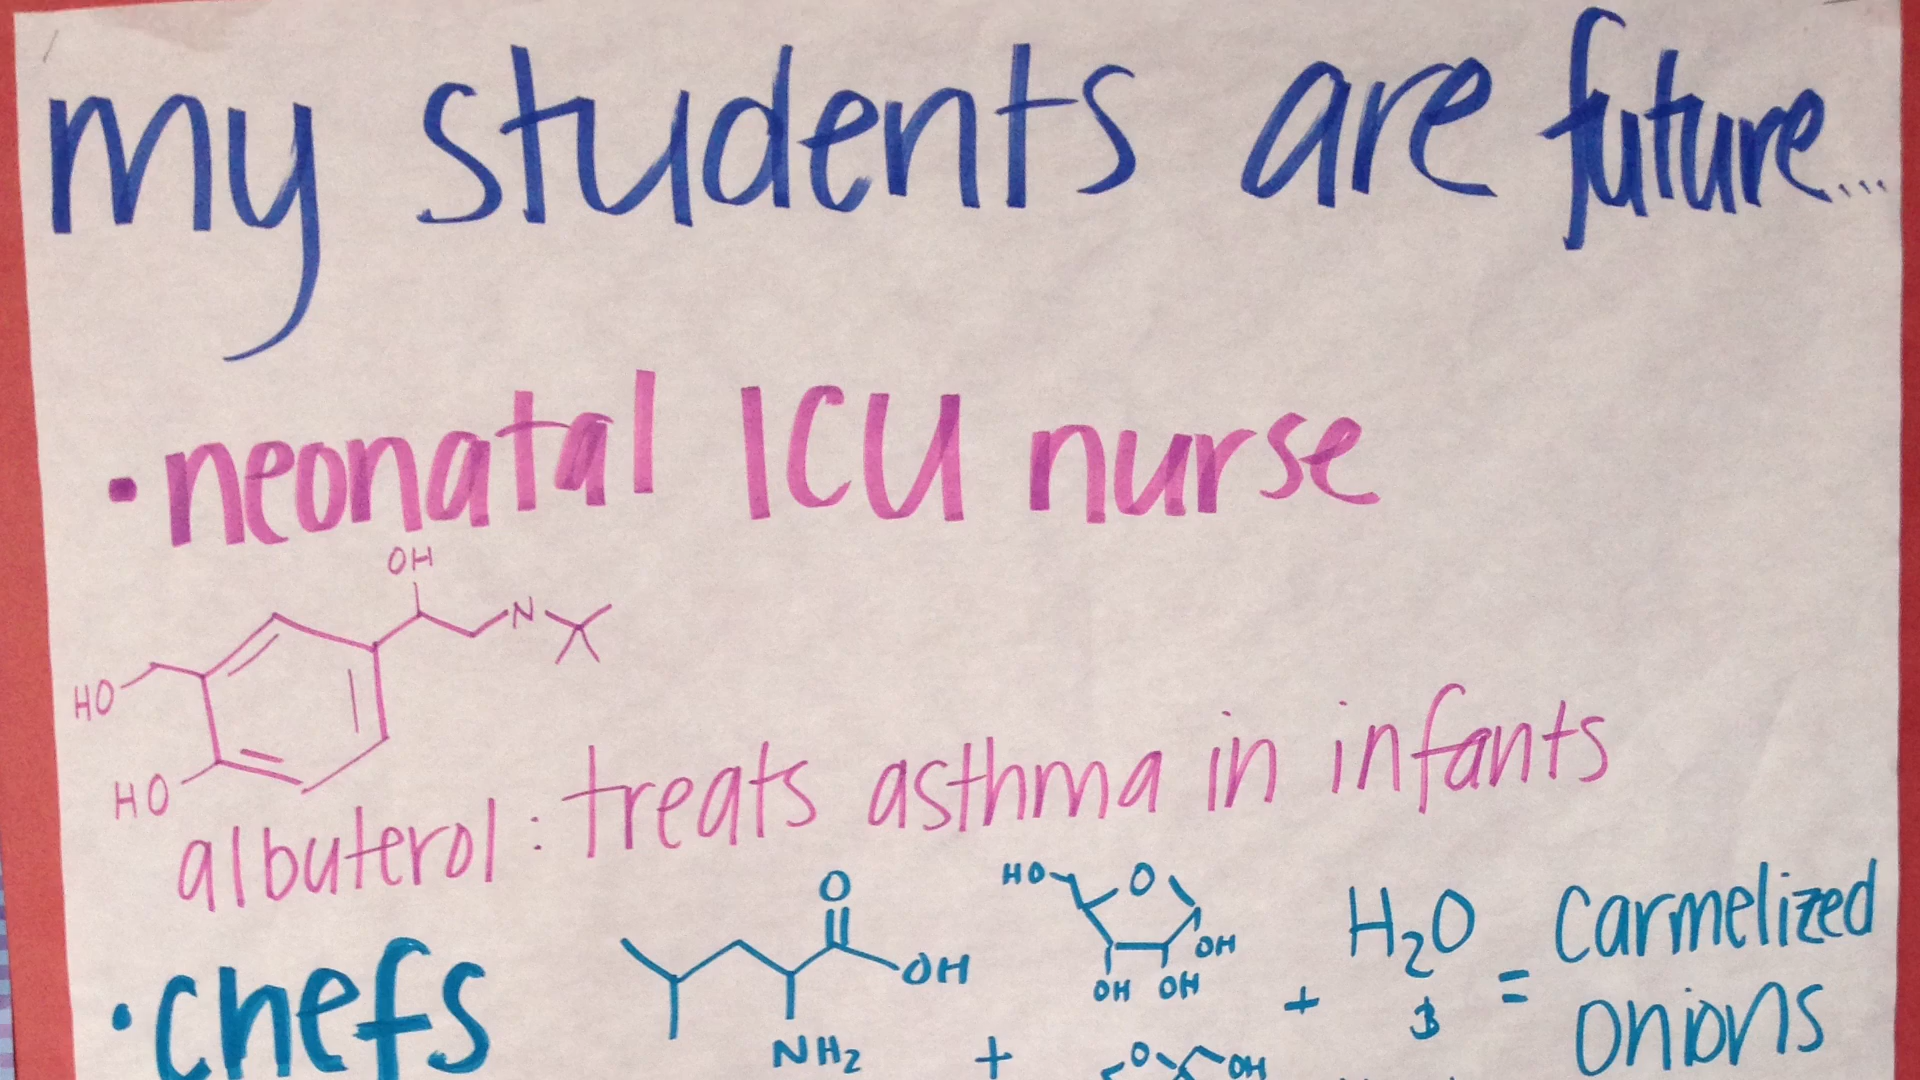 my students are future...
• neonatal ICU nurse
OH
N
HO
HO
albuterol: treats asthma in infants
• chefs
O
OH
NH2
+
HO
O
OH
OH OH
O
OH
+
H2O
$
=
carmelized
onions